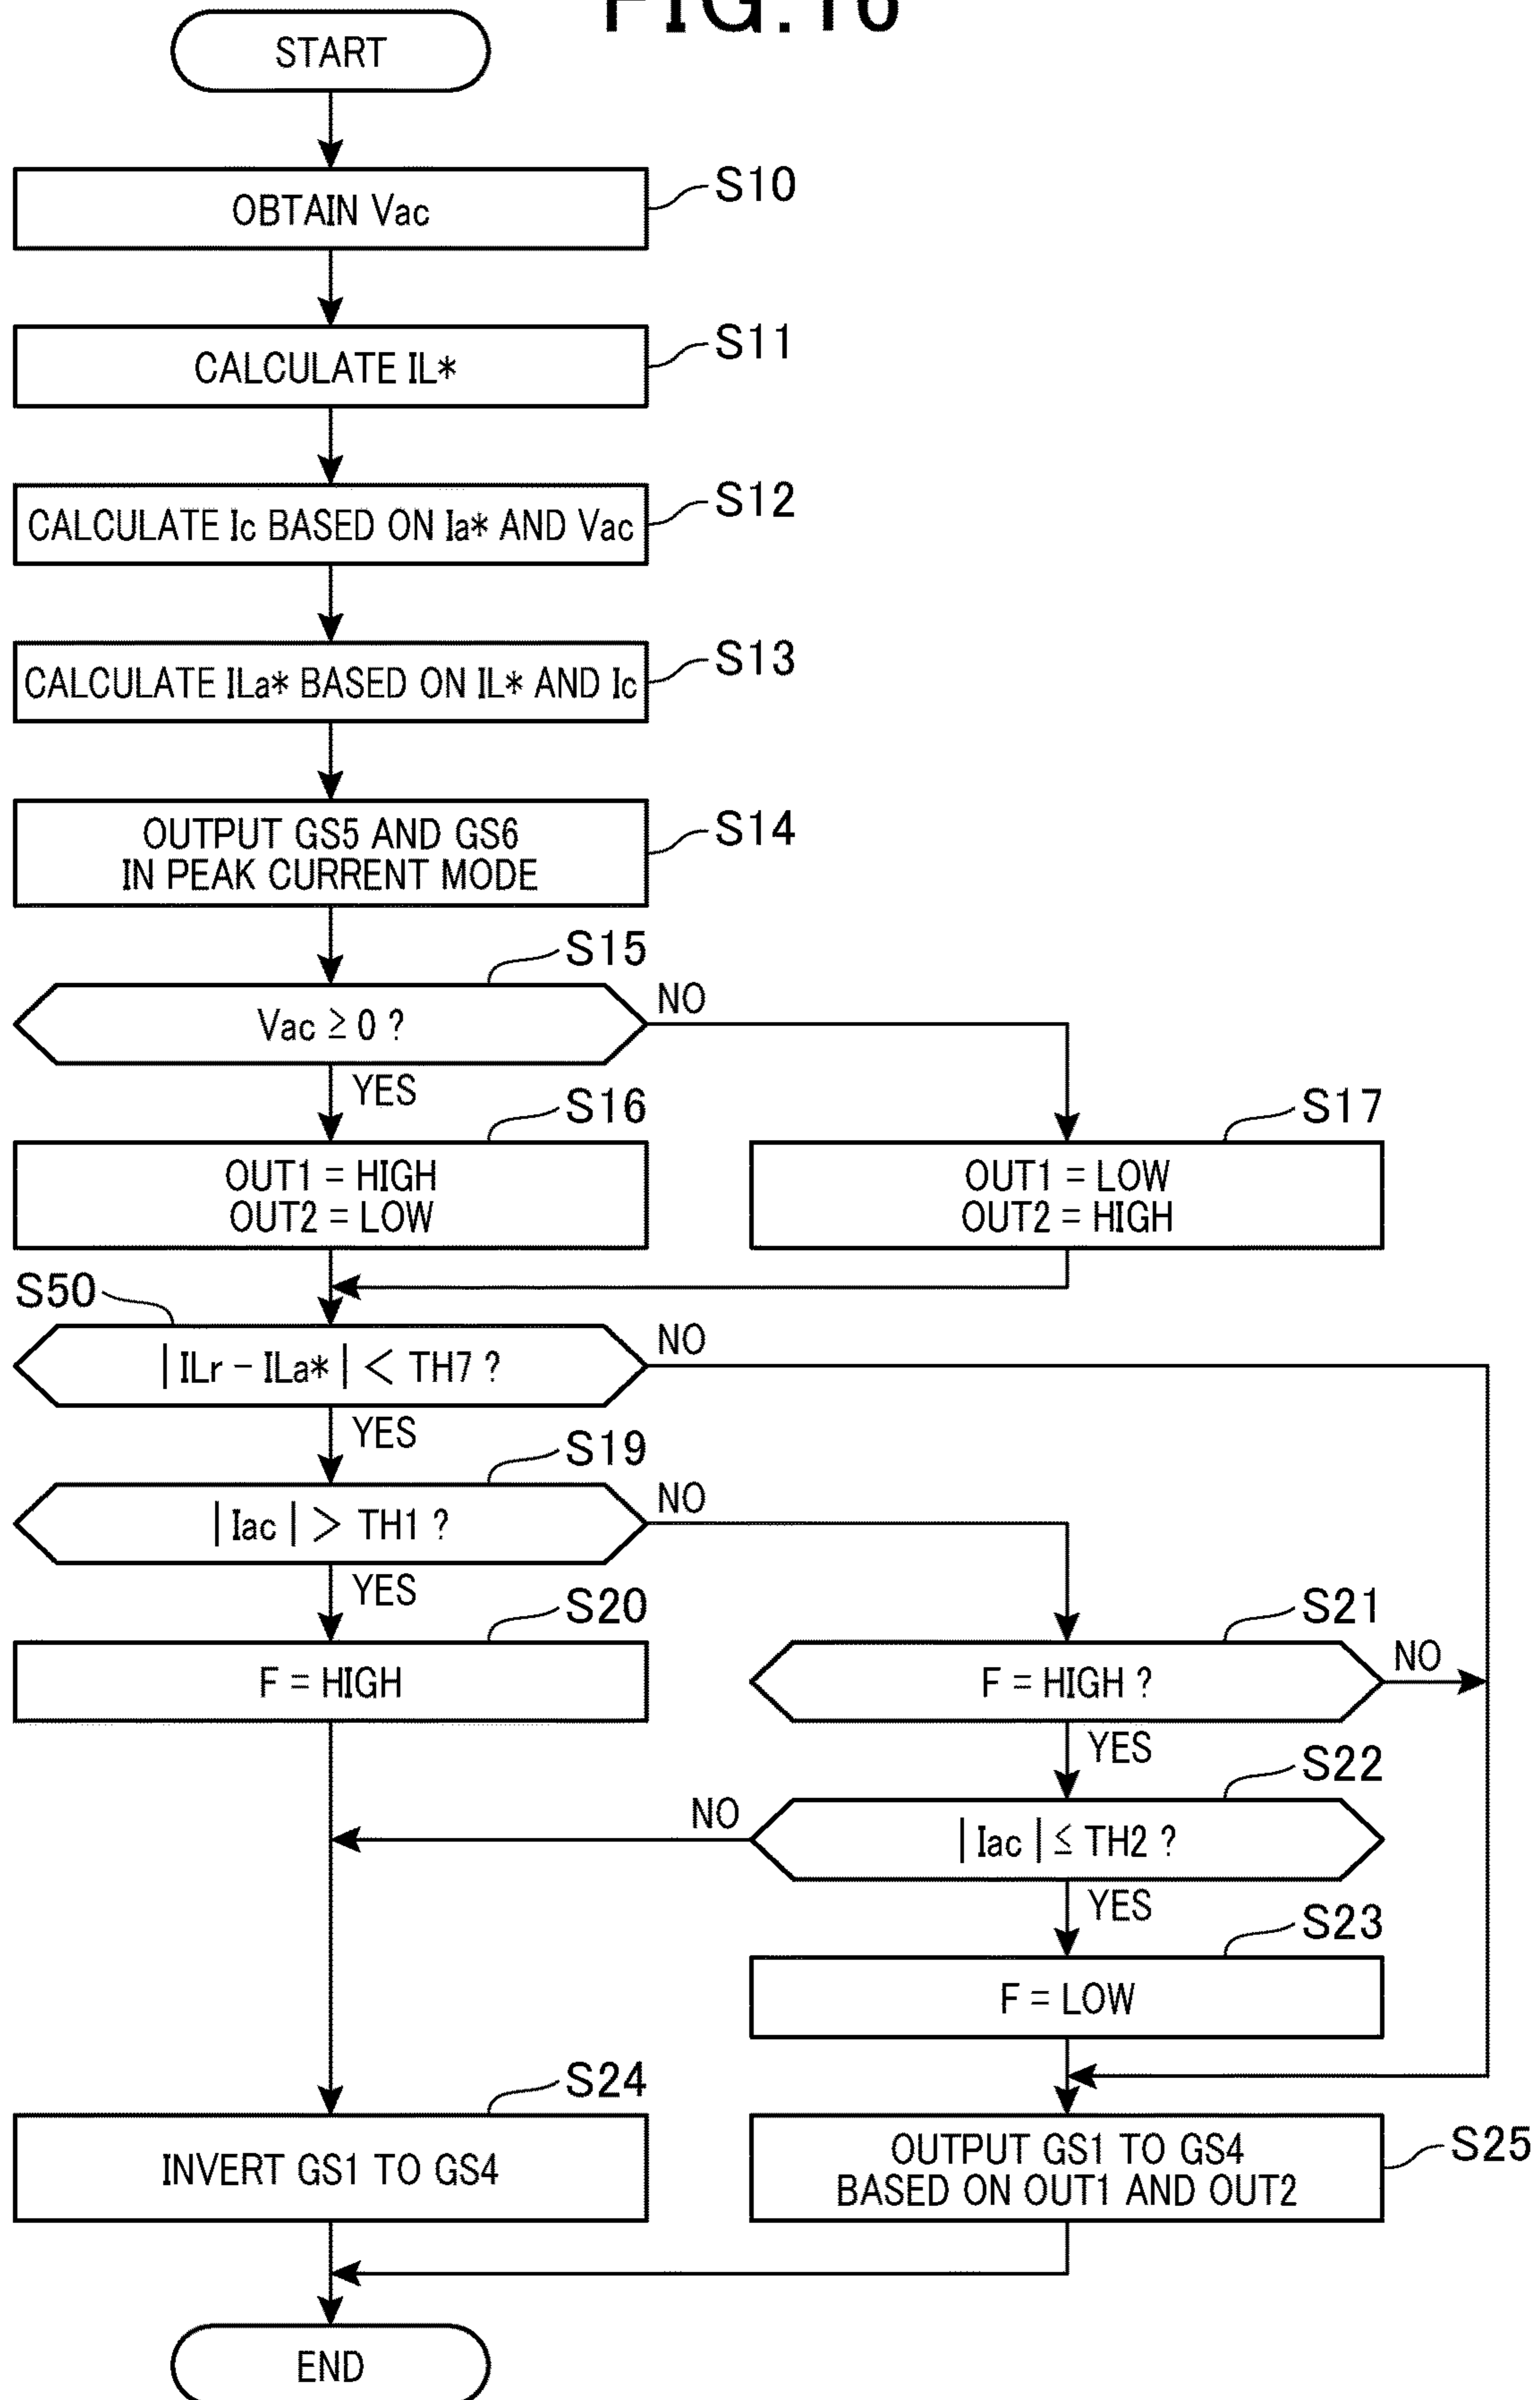 FIG.16
START
OBTAIN Vac
S10
CALCULATE IL*
S11
CALCULATE Ic BASED ON Ia* AND Vac
S12
CALCULATE ILa* BASED ON IL* AND Ic
S13
OUTPUT GS5 AND GS6
IN PEAK CURRENT MODE
S14
S15
Vac ≥ 0 ?
NO
YES
S16
OUT1 = HIGH
OUT2 = LOW
S17
OUT1 = LOW
OUT2 = HIGH
S50
| ILr – ILa* | < TH7 ?
NO
YES
S19
| Iac | > TH1 ?
NO
YES
S20
F = HIGH
S21
F = HIGH ?
NO
YES
S22
| Iac | ≤ TH2 ?
NO
YES
S23
F = LOW
S24
INVERT GS1 TO GS4
OUTPUT GS1 TO GS4
BASED ON OUT1 AND OUT2
S25
END